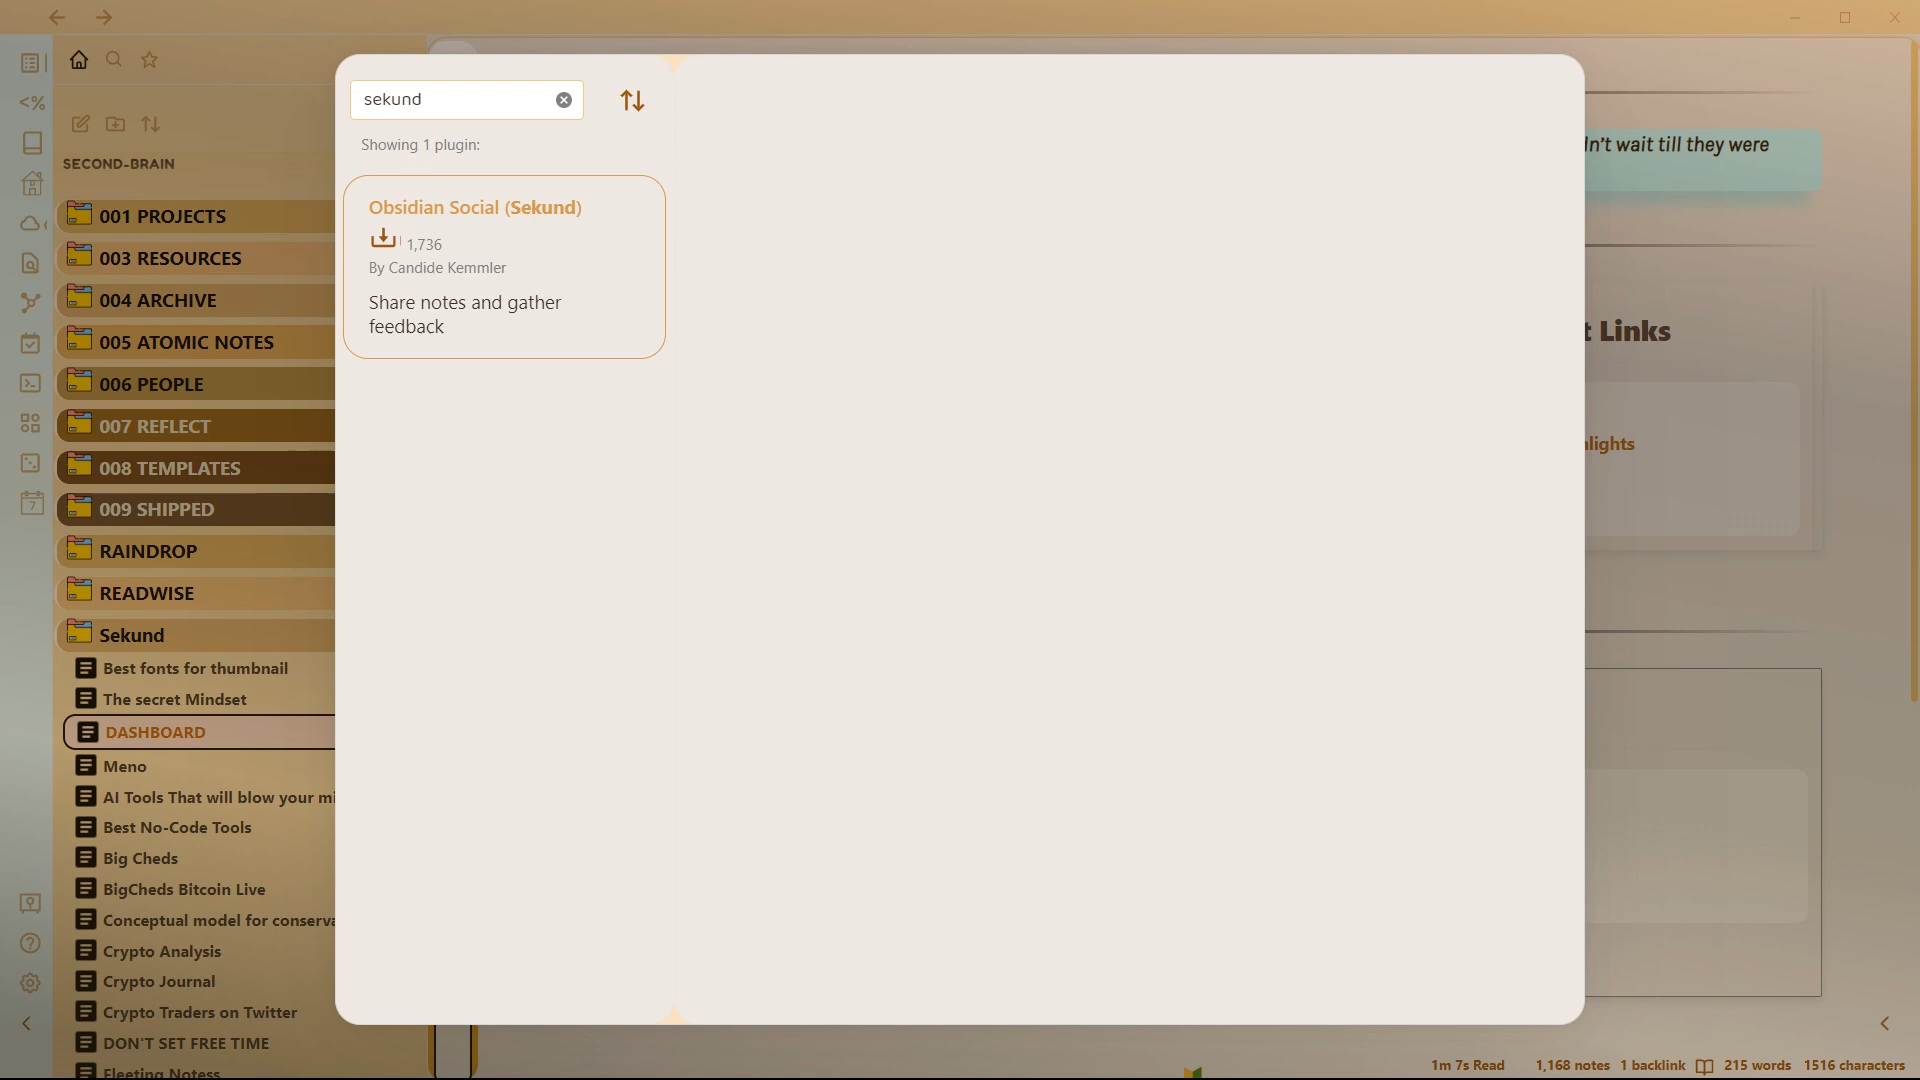 sekund
Showing 1 plugin:
Obsidian Social (Sekund)
1,736
By Candide Kemmler
Share notes and gather
feedback
<%
SECOND-BRAIN
001 PROJECTS
003 RESOURCES
004 ARCHIVE
005 ATOMIC NOTES
006 PEOPLE
007 REFLECT
008 TEMPLATES
009 SHIPPED
7
RAINDROP
READWISE
Sekund
Best fonts for thumbnail
The secret Mindset
DASHBOARD
Meno
AI Tools That will blow your mi
Best No-Code Tools
Big Cheds
BigCheds Bitcoin Live
Conceptual model for conserva
Crypto Analysis
Crypto Journal
Crypto Traders on Twitter
DON'T SET FREE TIME
Fleeting Notess
n't wait till they were
t Links
lights
1m 7s Read 1,168 notes 1 backlink 215 words 1516 characters